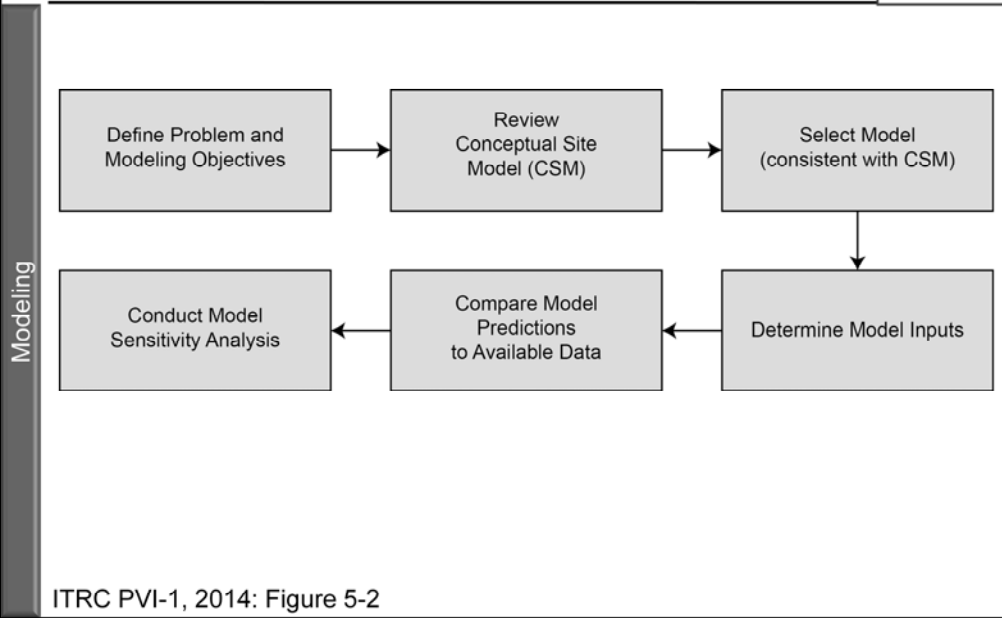 Modeling
Define Problem and
Modeling Objectives
Review
Conceptual Site
Model (CSM)
Select Model
(consistent with CSM)
Determine Model Inputs
Compare Model
Predictions
to Available Data
Conduct Model
Sensitivity Analysis
ITRC PVI-1, 2014: Figure 5-2